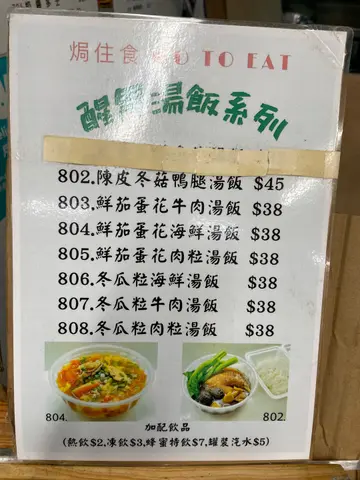 焗住食 GO TO EAT
醒胃湯飯系列
802.陳皮冬菇鴨腿湯飯 $45
803.鮮茄蛋花牛肉湯飯 $38
804.鮮茄蛋花海鮮湯飯 $38
805.鮮茄蛋花肉粒湯飯 $38
806.冬瓜粒海鮮湯飯 $38
807.冬瓜粒牛肉湯飯 $38
808.冬瓜粒肉粒湯飯 $38
804.
802.
加配飲品
(熱飲$2,凍飲$3,蜂蜜特飲$7,罐裝汽水$5)